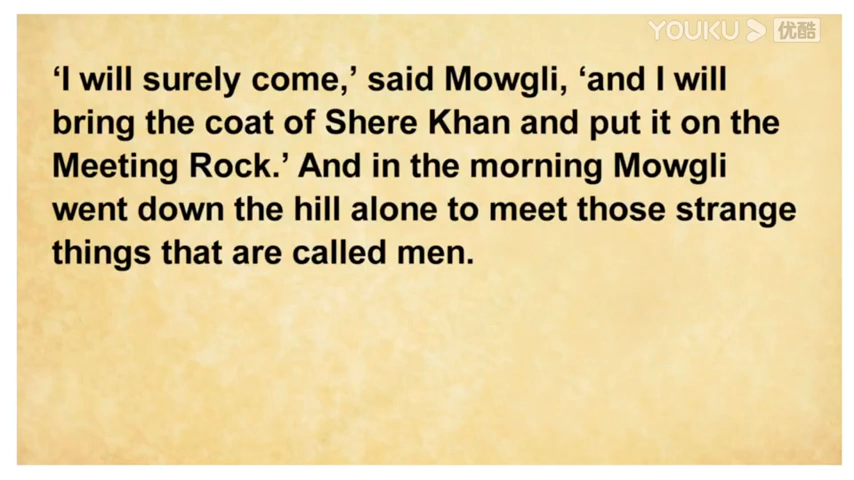 YOUKU 优酷
‘I will surely come,’ said Mowgli, ‘and I will
bring the coat of Shere Khan and put it on the
Meeting Rock.’ And in the morning Mowgli
went down the hill alone to meet those strange
things that are called men.